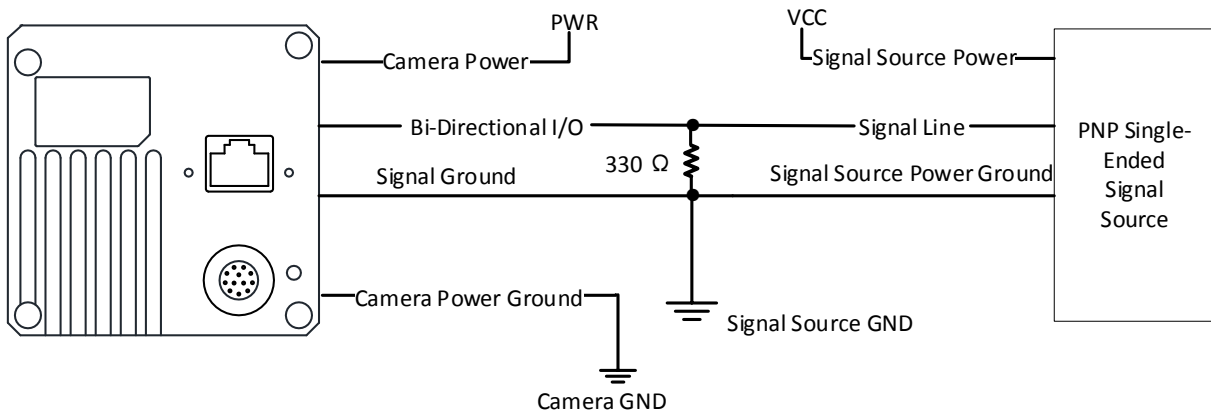 PWR
VCC
Camera Power
Signal Source Power
Bi-Directional I/O
Signal Line
PNP Single-
Ended
Signal
Source
330 Ω
Signal Ground
Signal Source Power Ground
Camera Power Ground
Signal Source GND
Camera GND